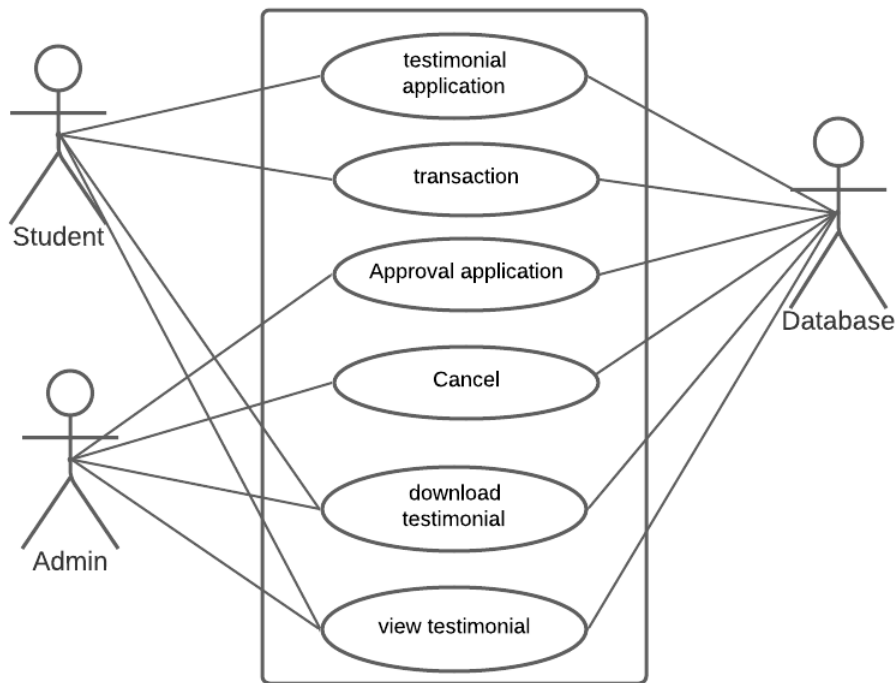 testimonial
application
transaction
Student
Approval application
Database
Cancel
download
testimonial
Admin
view testimonial